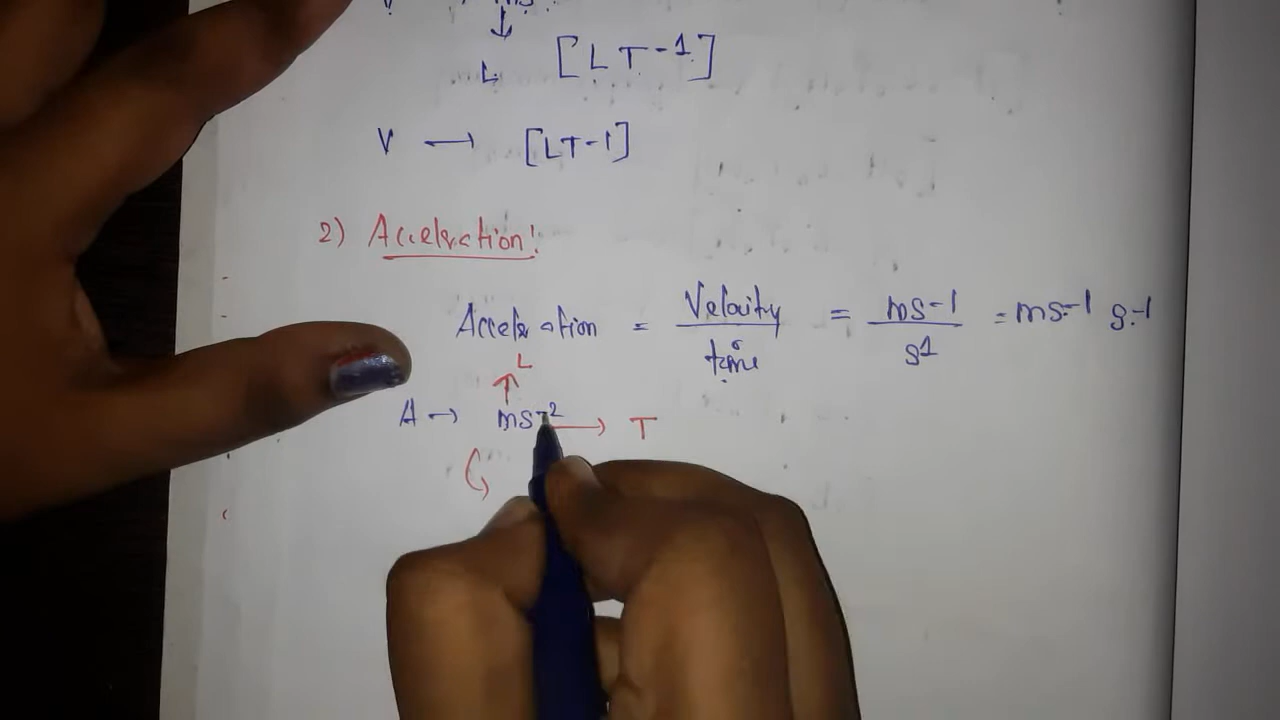 ↓
L [LT-1]
V → [LT-1]
2) Acceleration:
Acceleration = Velocity / time = ms-1 / s1 = ms-1 s-1
L
↑
A → ms-2 → T